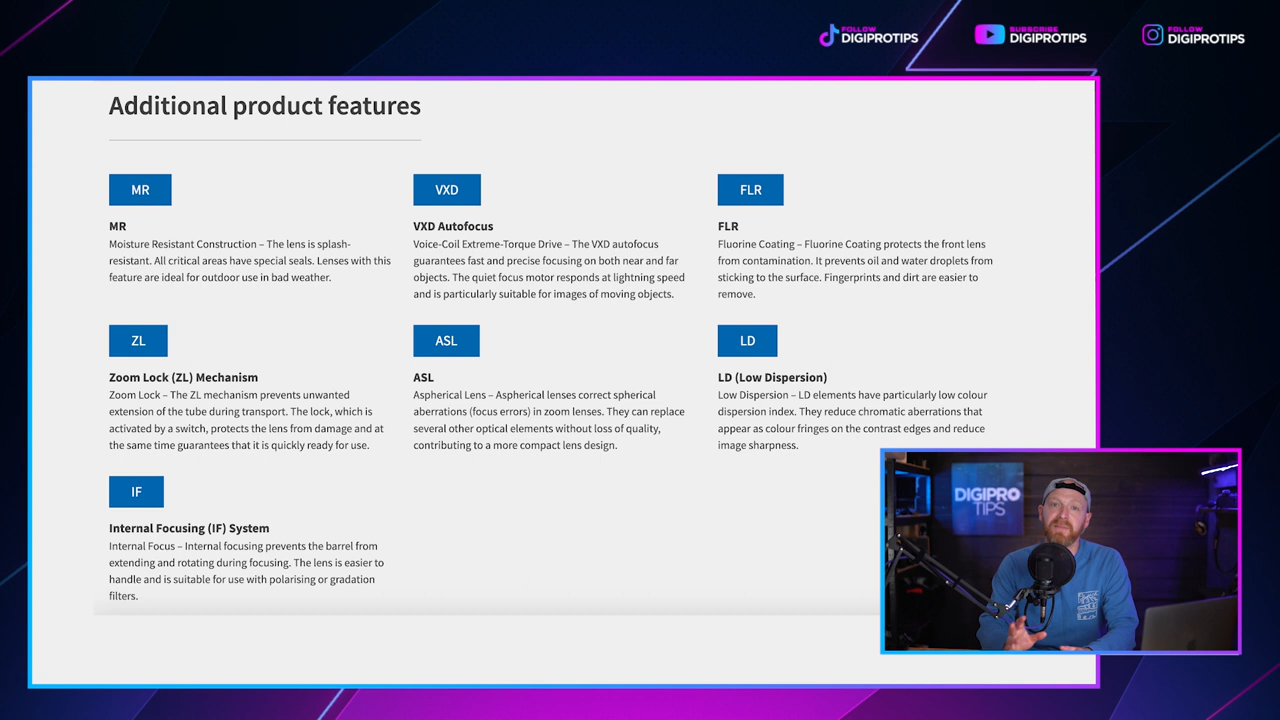 FOLLOW
DIGIPROTIPS
SUBSCRIBE
DIGIPROTIPS
FOLLOW
DIGIPROTIPS
Additional product features
MR
MR
Moisture Resistant Construction – The lens is splash-
resistant. All critical areas have special seals. Lenses with this
feature are ideal for outdoor use in bad weather.
VXD
VXD Autofocus
Voice-Coil Extreme-Torque Drive – The VXD autofocus
guarantees fast and precise focusing on both near and far
objects. The quiet focus motor responds at lightning speed
and is particularly suitable for images of moving objects.
FLR
FLR
Fluorine Coating – Fluorine Coating protects the front lens
from contamination. It prevents oil and water droplets from
sticking to the surface. Fingerprints and dirt are easier to
remove.
ZL
Zoom Lock (ZL) Mechanism
Zoom Lock – The ZL mechanism prevents unwanted
extension of the tube during transport. The lock, which is
activated by a switch, protects the lens from damage and at
the same time guarantees that it is quickly ready for use.
ASL
ASL
Aspherical Lens – Aspherical lenses correct spherical
aberrations (focus errors) in zoom lenses. They can replace
several other optical elements without loss of quality,
contributing to a more compact lens design.
LD
LD (Low Dispersion)
Low Dispersion – LD elements have particularly low colour
dispersion index. They reduce chromatic aberrations that
appear as colour fringes on the contrast edges and reduce
image sharpness.
IF
Internal Focusing (IF) System
Internal Focus – Internal focusing prevents the barrel from
extending and rotating during focusing. The lens is easier to
handle and is suitable for use with polarising or gradation
filters.
DIGIPRO
TIPS